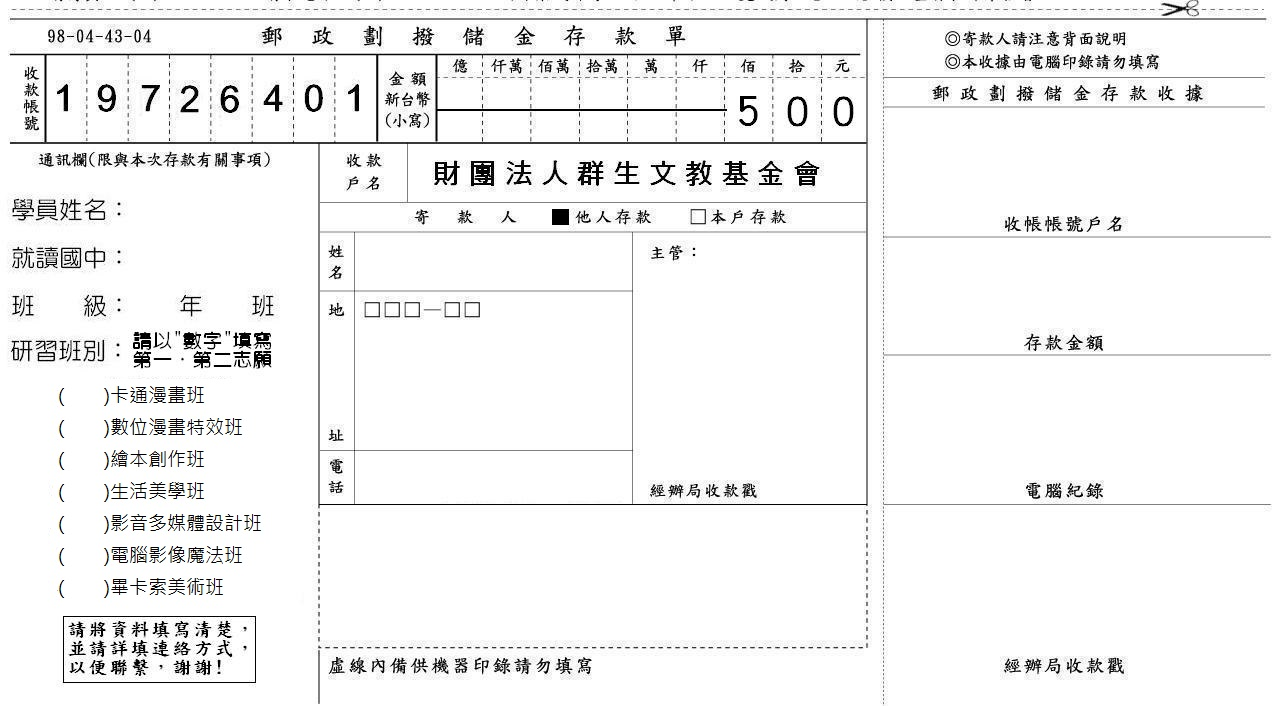 98-04-43-04
郵政劃撥儲金存款單
收款帳號
19726401
金額
新台幣
(小寫)
億 仟萬 佰萬 拾萬 萬 仟 佰 拾 元
500
通訊欄(限與本次存款有關事項)
學員姓名：
就讀國中：
班　級：　年　班
研習班別：請以"數字"填寫
第一．第二志願
(　)卡通漫畫班
(　)數位漫畫特效班
(　)繪本創作班
(　)生活美學班
(　)影音多媒體設計班
(　)電腦影像魔法班
(　)畢卡索美術班
請將資料填寫清楚，
並請詳填連絡方式，
以便聯繫，謝謝!
收款
戶名
財團法人群生文教基金會
寄款人 ■他人存款 □本戶存款
姓名
地址
□□□—□□
電話
主管：
經辦局收款戳
虛線內備供機器印錄請勿填寫
◎寄款人請注意背面說明
◎本收據由電腦印錄請勿填寫
郵政劃撥儲金存款收據
收帳帳號戶名
存款金額
電腦紀錄
經辦局收款戳